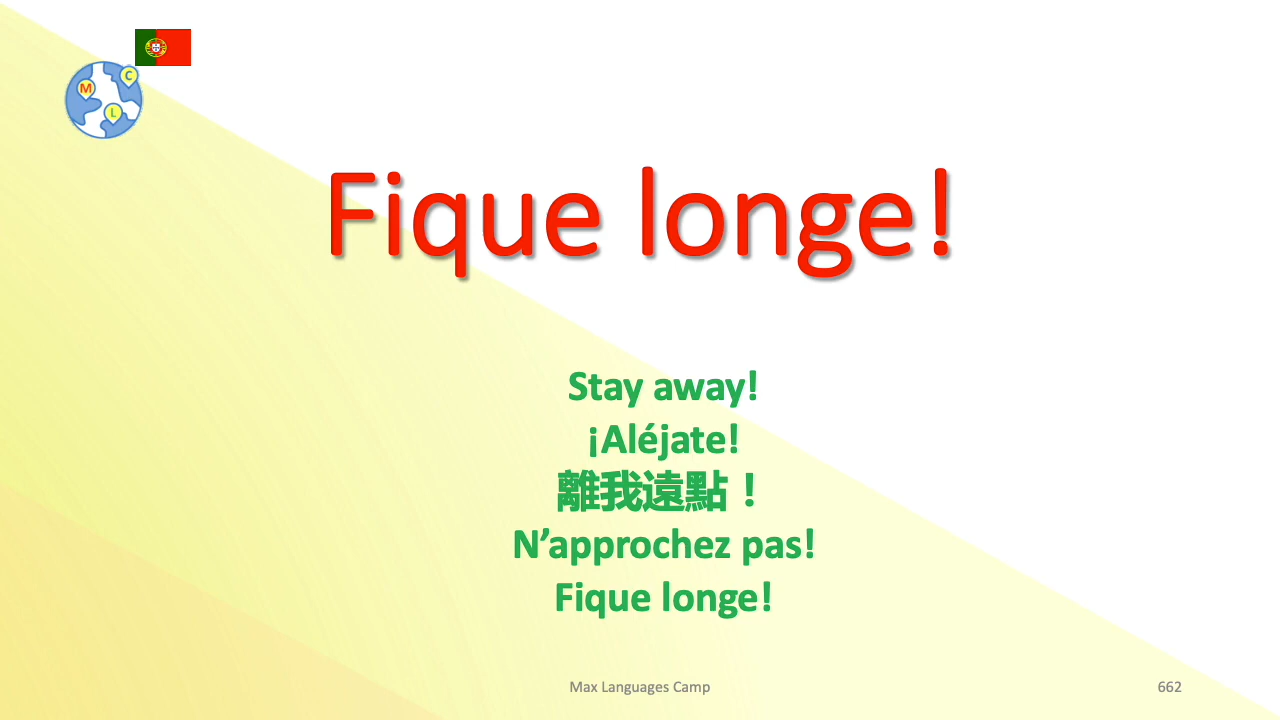 M
C
L
Fique longe!
Stay away!
¡Aléjate!
離我遠點！
N’approchez pas!
Fique longe!
Max Languages Camp
662